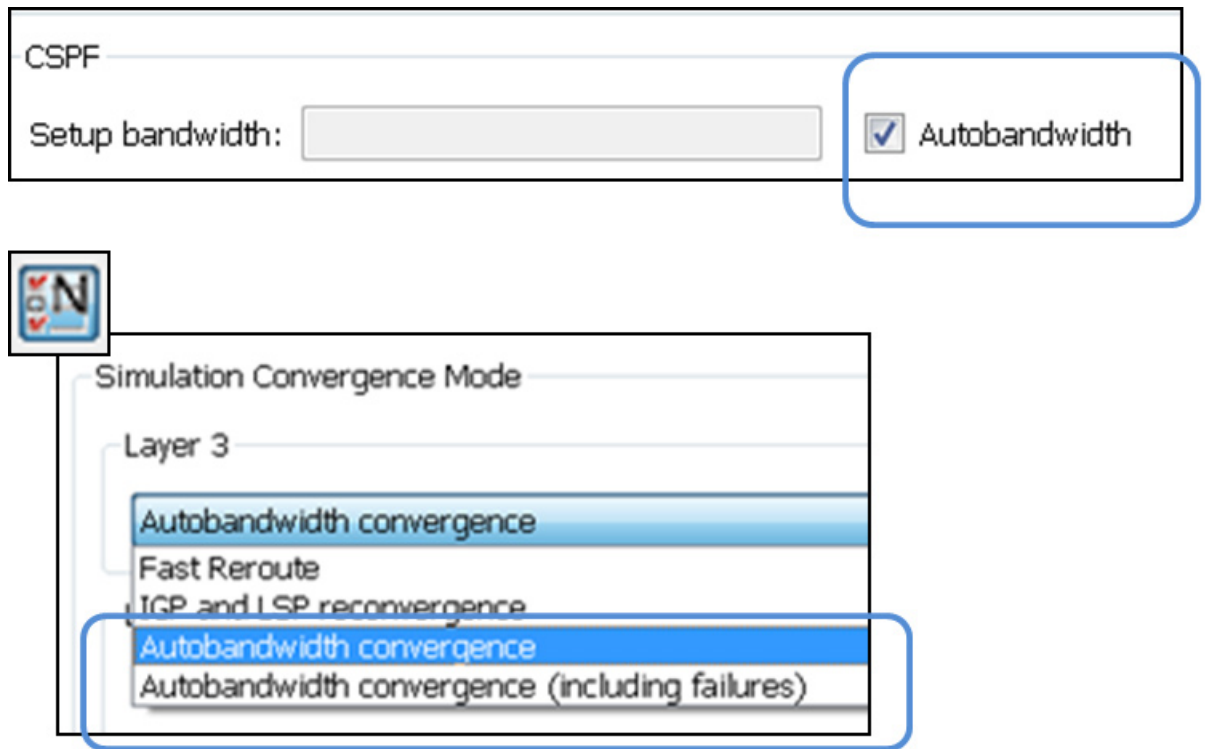 CSPF
Setup bandwidth: Autobandwidth
N
Simulation Convergence Mode
Layer 3
Autobandwidth convergence
Fast Reroute
IGP and LSP reconvergence
Autobandwidth convergence
Autobandwidth convergence (including failures)